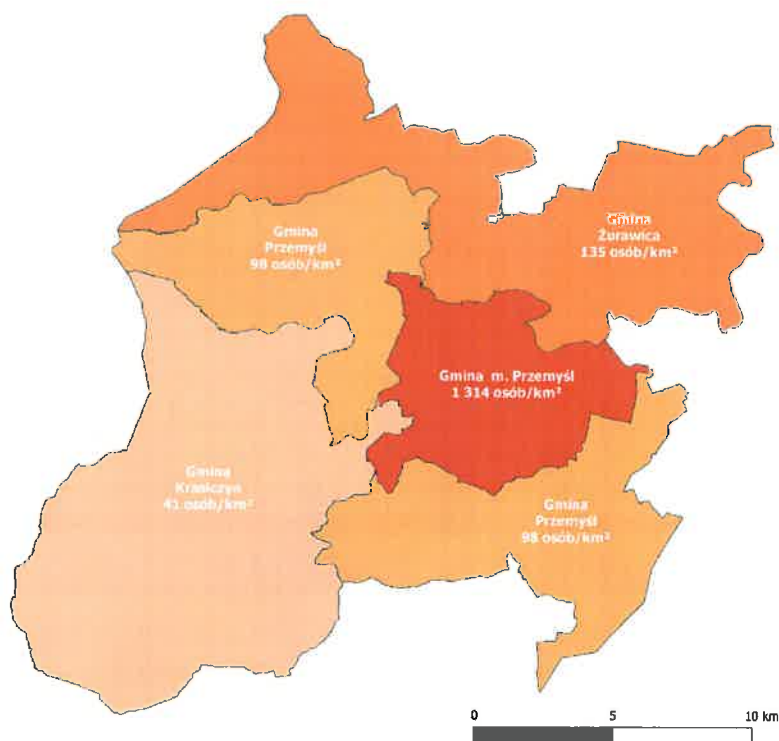 Gmina
Żurawica
135 osób/km²
Gmina
Przemyśl
98 osób/km²
Gmina m. Przemyśl
1 314 osób/km²
Gmina
Krasiczyn
41 osób/km²
Gmina
Przemyśl
98 osób/km²
0 5 10 km